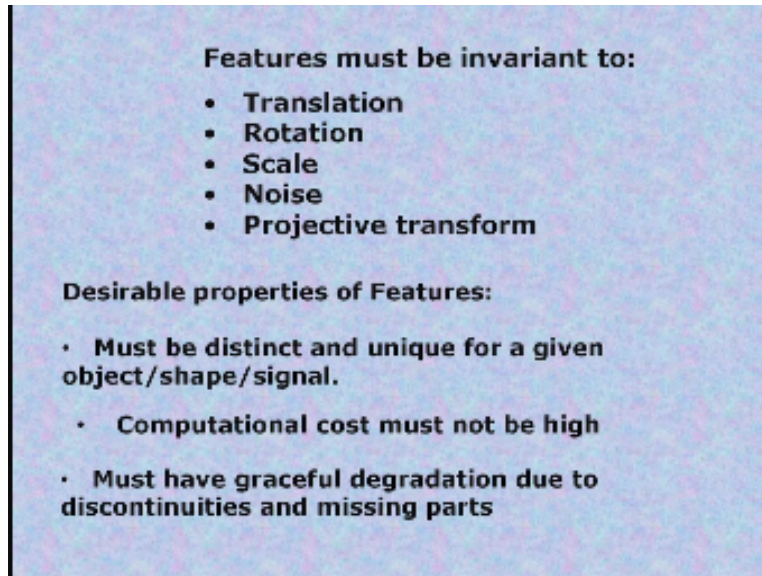 Features must be invariant to:
• Translation
• Rotation
• Scale
• Noise
• Projective transform
Desirable properties of Features:
· Must be distinct and unique for a given
object/shape/signal.
· Computational cost must not be high
· Must have graceful degradation due to
discontinuities and missing parts